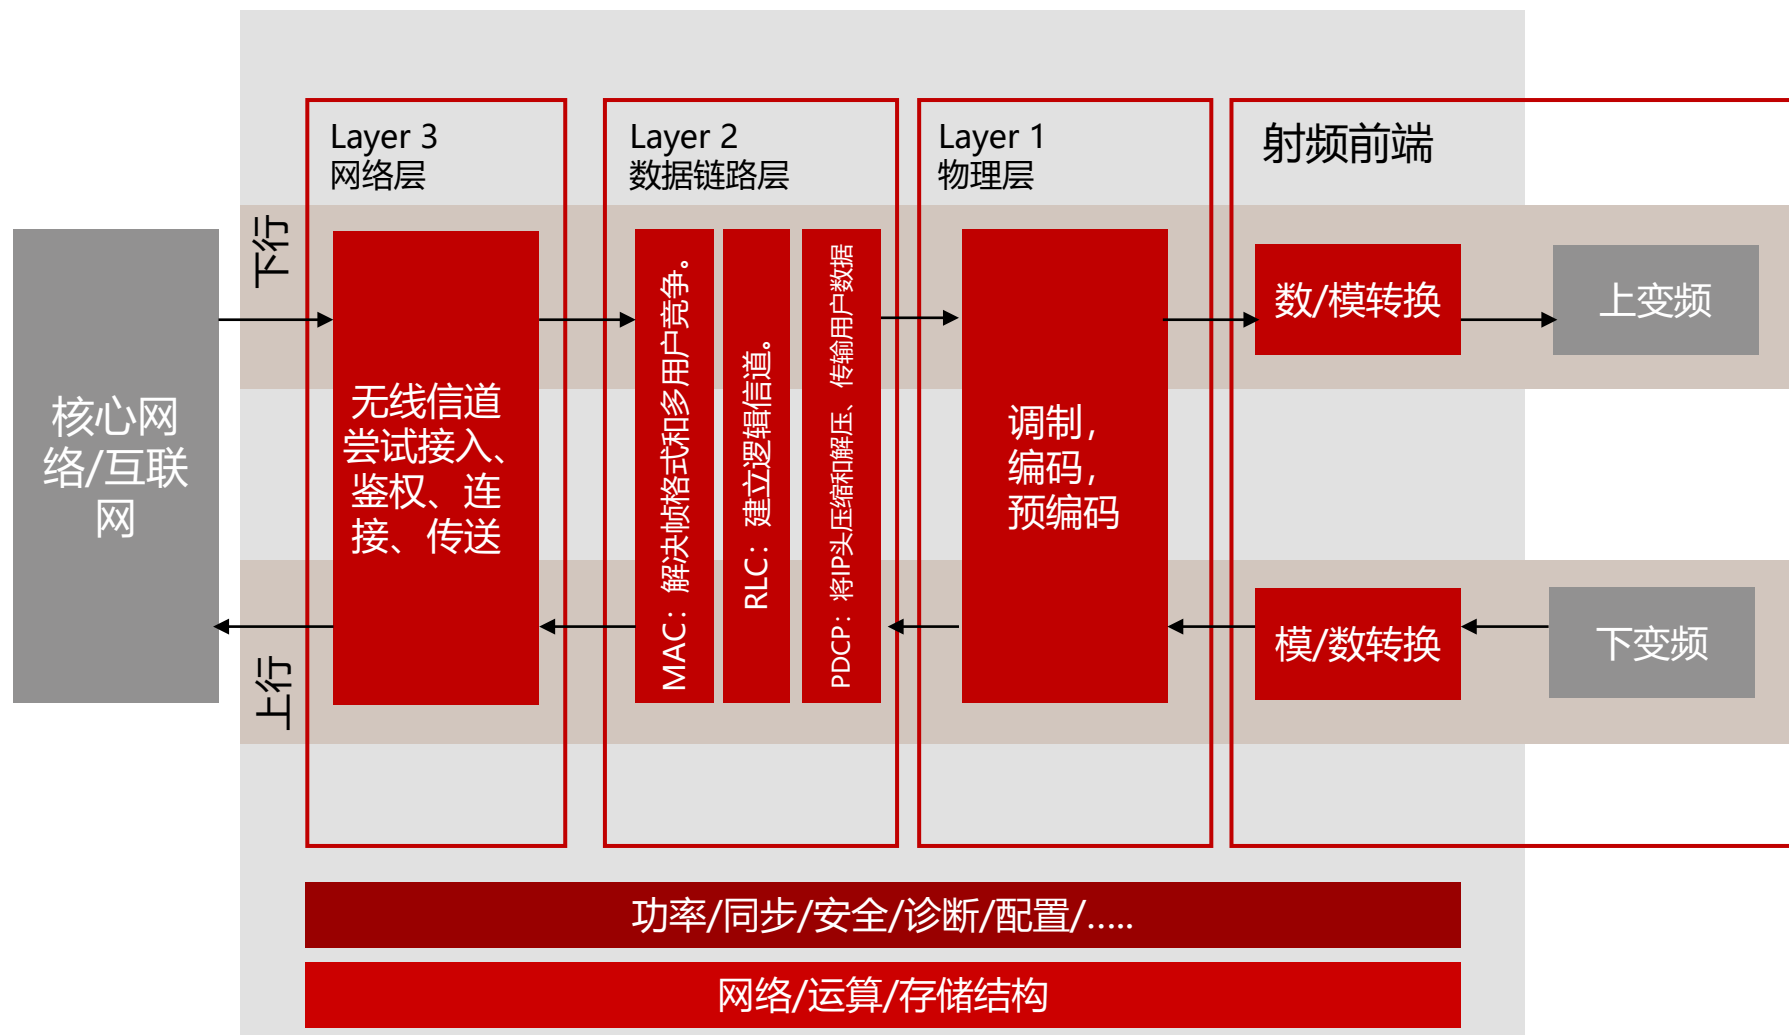 Layer 3
网络层
Layer 2
数据链路层
Layer 1
物理层
射频前端
下行
核心网
络/互联
网
无线信道
尝试接入、
鉴权、连
接、传送
MAC：解决帧格式和多用户竞争。
RLC：建立逻辑信道。
PDCP：将IP头压缩和解压、传输用户数据
调制，
编码，
预编码
数/模转换
上变频
上行
模/数转换
下变频
功率/同步/安全/诊断/配置/.....
网络/运算/存储结构